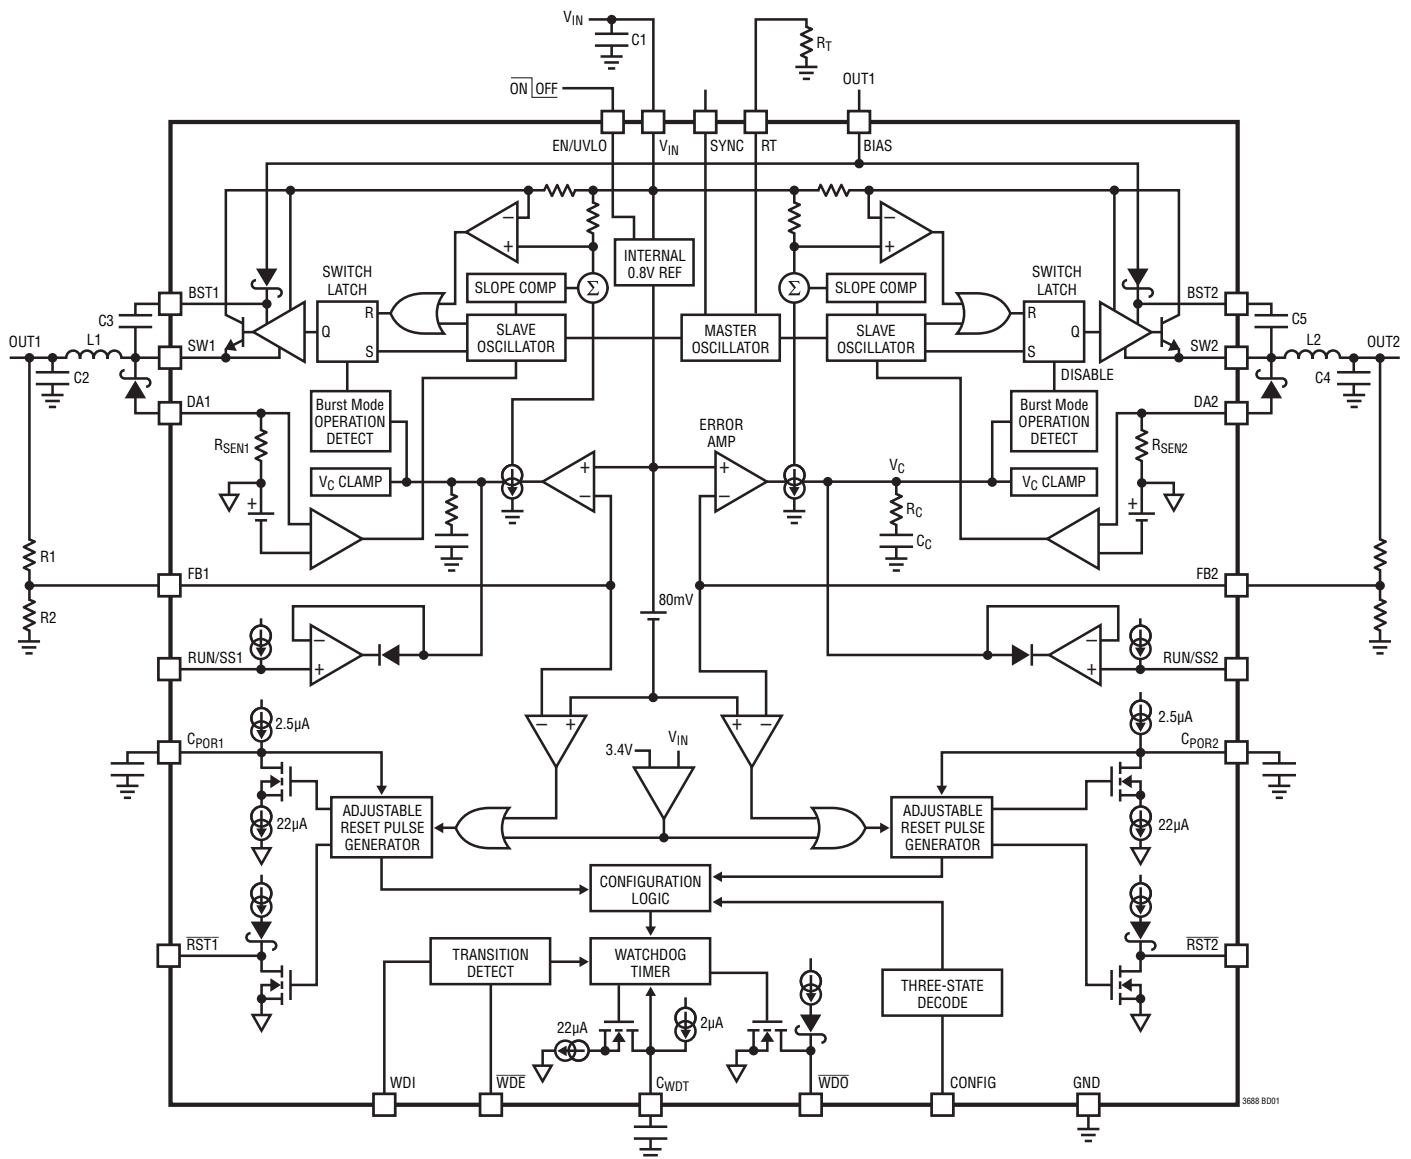 VIN
C1
RT
ON OFF
OUT1
EN/UVLO
VIN
SYNC
RT
BIAS
SWITCH
LATCH
INTERNAL
0.8V REF
SWITCH
LATCH
SLOPE COMP
Σ
Σ
SLOPE COMP
BST1
BST2
C3
R
Q
S
SLAVE
OSCILLATOR
MASTER
OSCILLATOR
SLAVE
OSCILLATOR
R
Q
S
C5
OUT1
L1
SW1
SW2
L2
OUT2
C2
C4
DISABLE
DA1
DA2
Burst Mode
OPERATION
DETECT
Burst Mode
OPERATION
DETECT
RSEN1
RSEN2
ERROR
AMP
VC CLAMP
VC
VC CLAMP
+
−
+
−
+
+
RC
CC
R1
FB1
FB2
R2
80mV
−
+
−
+
RUN/SS1
RUN/SS2
2.5µA
2.5µA
− +
+ −
CPOR1
CPOR2
3.4V
VIN
22µA
22µA
ADJUSTABLE
RESET PULSE
GENERATOR
ADJUSTABLE
RESET PULSE
GENERATOR
CONFIGURATION
LOGIC
RST1
RST2
TRANSITION
DETECT
WATCHDOG
TIMER
THREE-STATE
DECODE
22µA
2µA
WDI
WDE
CWDT
WDO
CONFIG
GND
3688 BD01
−
+
−
+